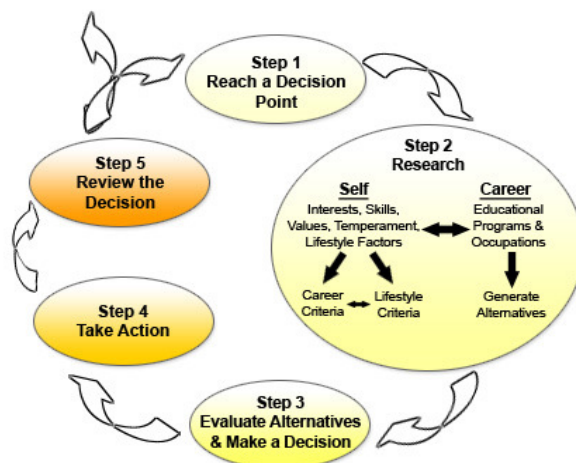 Step 1
Reach a Decision
Point
Step 2
Research
Self
Interests, Skills,
Values, Temperament,
Lifestyle Factors
Career
Educational
Programs &
Occupations
Career
Criteria
Lifestyle
Criteria
Generate
Alternatives
Step 3
Evaluate Alternatives
& Make a Decision
Step 4
Take Action
Step 5
Review the
Decision